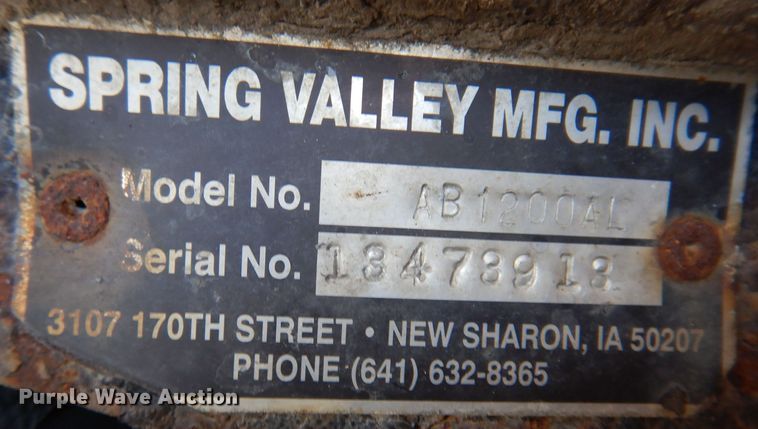 SPRING VALLEY MFG. INC.
Model No. AB1200AL
Serial No. 13473913
3107 170TH STREET • NEW SHARON, IA 50207
PHONE (641) 632-8365
Purple Wave Auction